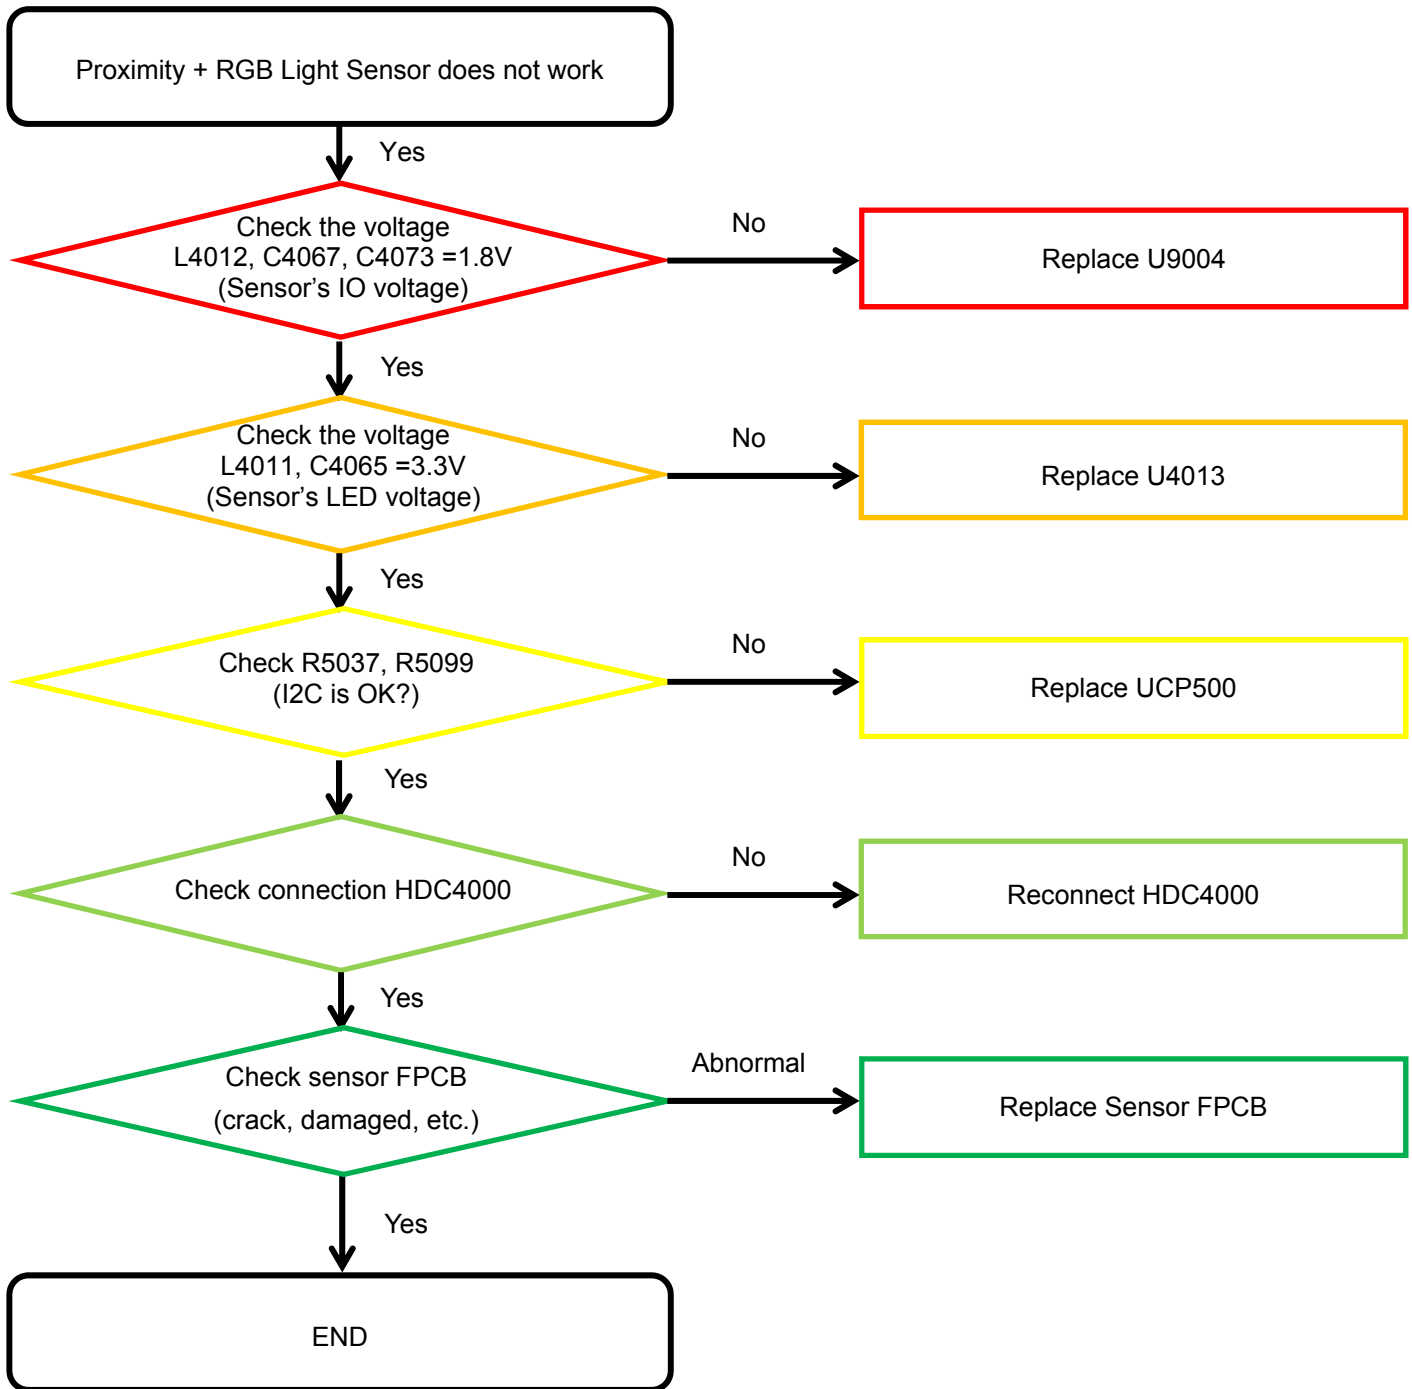 Proximity + RGB Light Sensor does not work
Yes
Check the voltage
L4012, C4067, C4073 =1.8V
(Sensor’s IO voltage)
No
Replace U9004
Yes
Check the voltage
L4011, C4065 =3.3V
(Sensor’s LED voltage)
No
Replace U4013
Yes
Check R5037, R5099
(I2C is OK?)
No
Replace UCP500
Yes
Check connection HDC4000
No
Reconnect HDC4000
Yes
Check sensor FPCB
(crack, damaged, etc.)
Abnormal
Replace Sensor FPCB
Yes
END